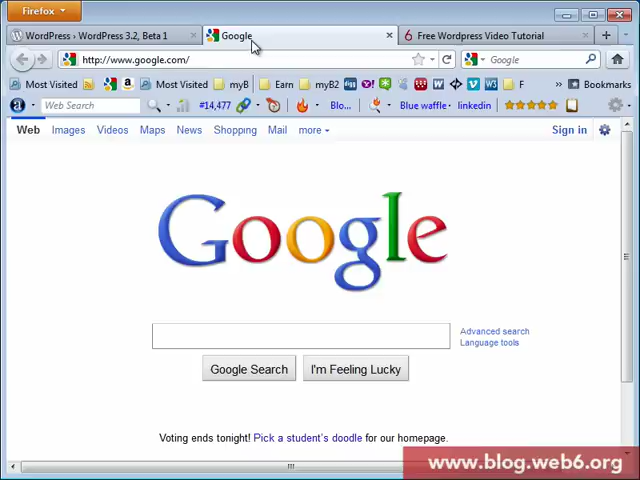 Firefox
WordPress › WordPress 3.2, Beta 1
Google
Free Wordpress Video Tutorial
http://www.google.com/
Google
Most Visited
Most Visited
myB
Earn
myB2
F
Bookmarks
Web Search
#14,477
Blo...
Blue waffle
linkedin
Web
Images
Videos
Maps
News
Shopping
Mail
more
Sign in
Google
Advanced search
Language tools
Google Search
I'm Feeling Lucky
Voting ends tonight! Pick a student's doodle for our homepage.
www.blog.web6.org